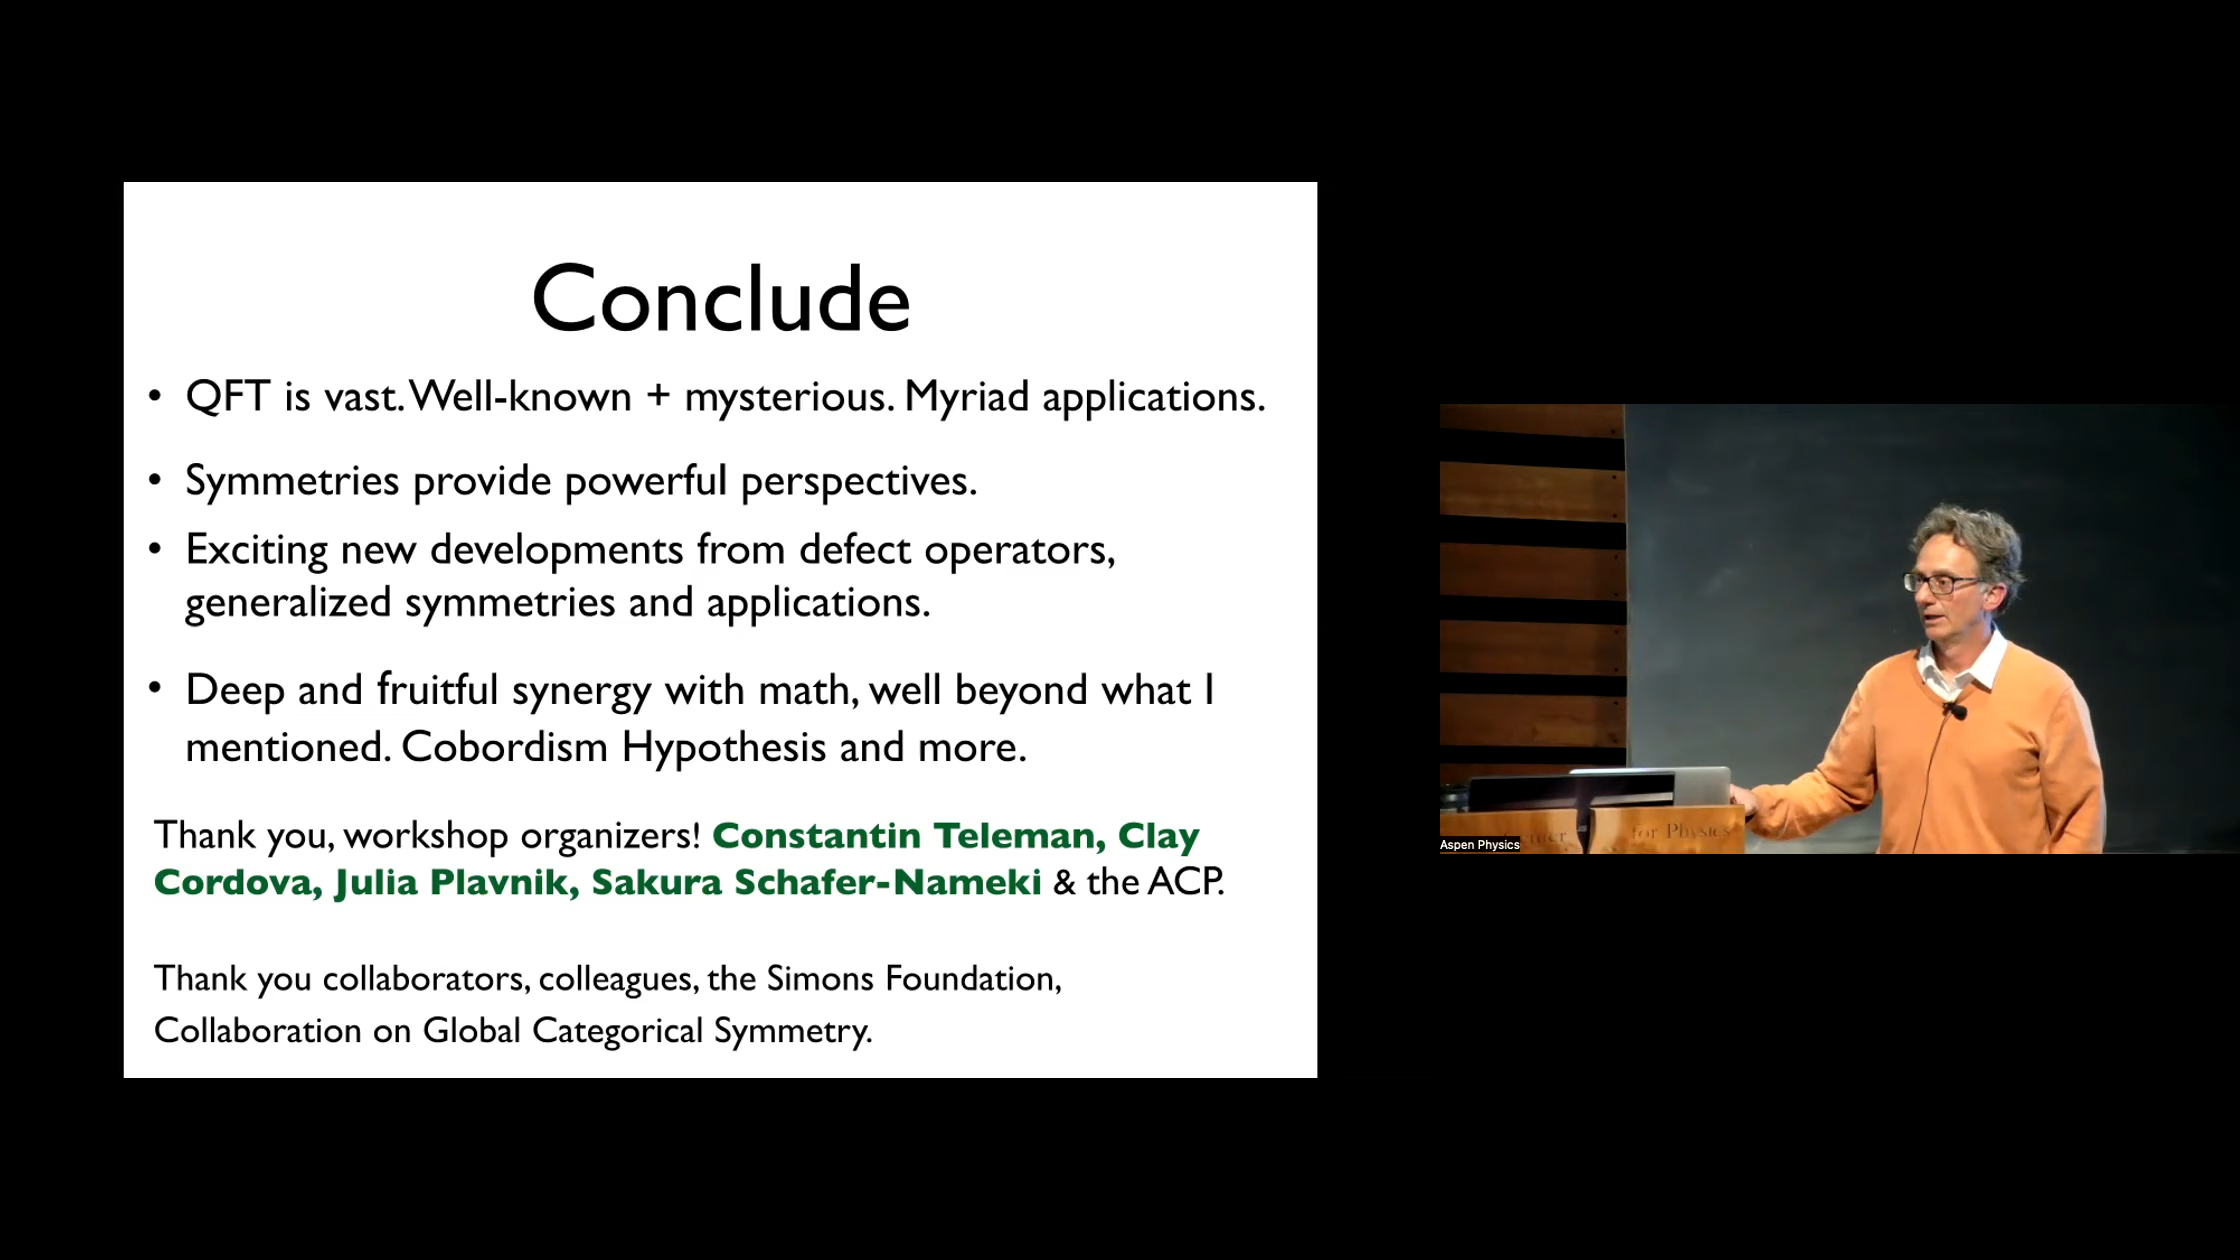 Conclude
• QFT is vast. Well-known + mysterious. Myriad applications.
• Symmetries provide powerful perspectives.
• Exciting new developments from defect operators,
generalized symmetries and applications.
• Deep and fruitful synergy with math, well beyond what I
mentioned. Cobordism Hypothesis and more.
Thank you, workshop organizers! Constantin Teleman, Clay
Cordova, Julia Plavnik, Sakura Schafer-Nameki & the ACP.
Thank you collaborators, colleagues, the Simons Foundation,
Collaboration on Global Categorical Symmetry.
for Physics
Aspen Physics